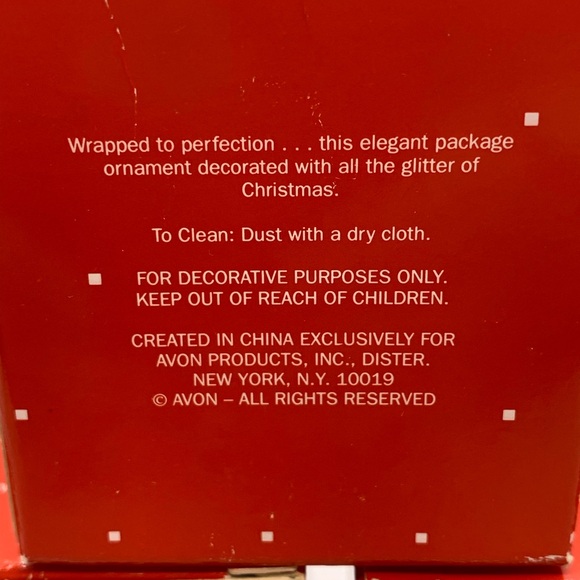 Wrapped to perfection . . . this elegant package
ornament decorated with all the glitter of
Christmas.
To Clean: Dust with a dry cloth.
FOR DECORATIVE PURPOSES ONLY.
KEEP OUT OF REACH OF CHILDREN.
CREATED IN CHINA EXCLUSIVELY FOR
AVON PRODUCTS, INC., DISTER.
NEW YORK, N.Y. 10019
© AVON – ALL RIGHTS RESERVED